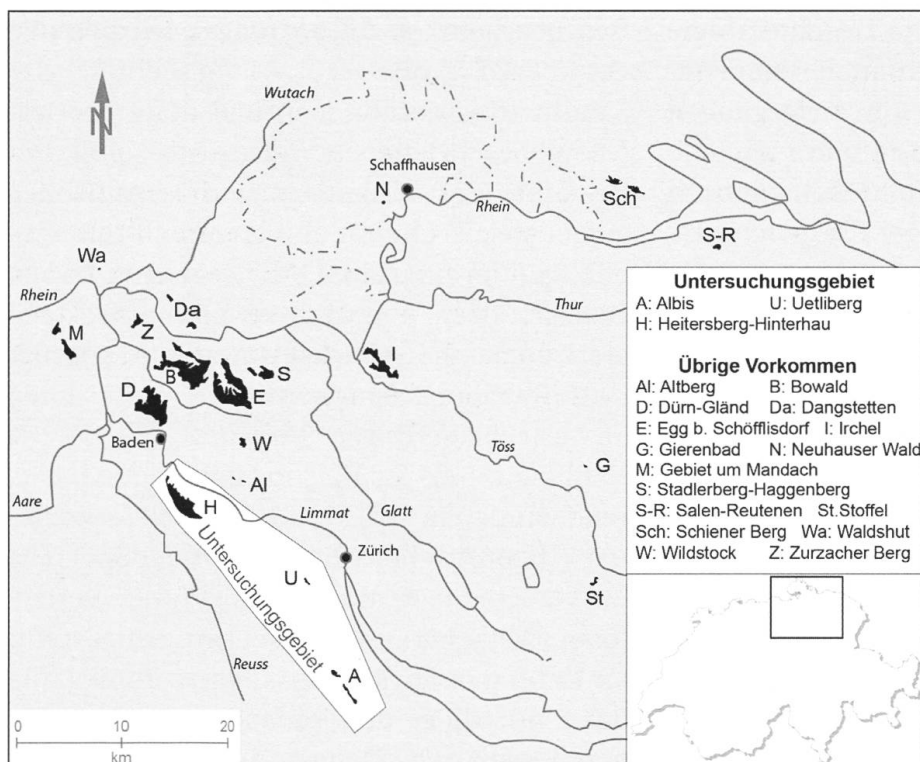 N
Wutach
Schaffhausen
N
Rhein
Sch
S-R
Wa
Rhein
M
Z
Da
Thur
B
S
E
I
D
Baden
W
Töss
G
Aare
H
Al
Limmat
Glatt
Zürich
Untersuchungsgebiet
U
St
Reuss
A
0 10 20
km
Untersuchungsgebiet
A: Albis U: Uetliberg
H: Heitersberg-Hinterhau
Übrige Vorkommen
Al: Altberg B: Bowald
D: Dürn-Gländ Da: Dangstetten
E: Egg b. Schöfflisdorf I: Irchel
G: Gierenbad N: Neuhauser Wald
M: Gebiet um Mandach
S: Stadlerberg-Haggenberg
S-R: Salen-Reutenen St.Stoffel
Sch: Schiener Berg Wa: Waldshut
W: Wildstock Z: Zurzacher Berg